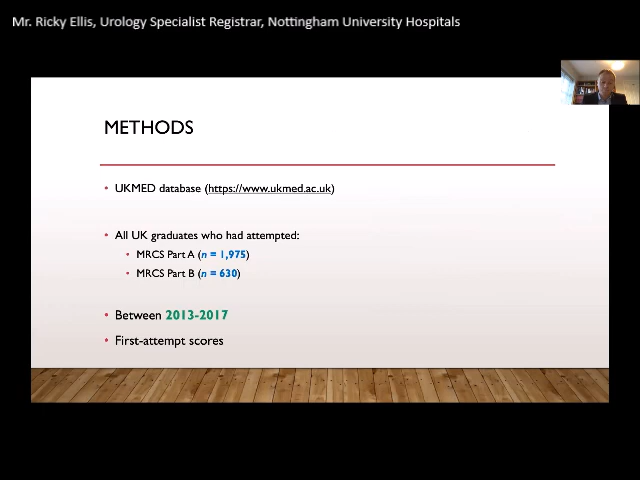 Mr. Ricky Ellis, Urology Specialist Registrar, Nottingham University Hospitals
METHODS
• UKMED database (https://www.ukmed.ac.uk)
• All UK graduates who had attempted:
• MRCS Part A (n = 1,975)
• MRCS Part B (n = 630)
• Between 2013-2017
• First-attempt scores